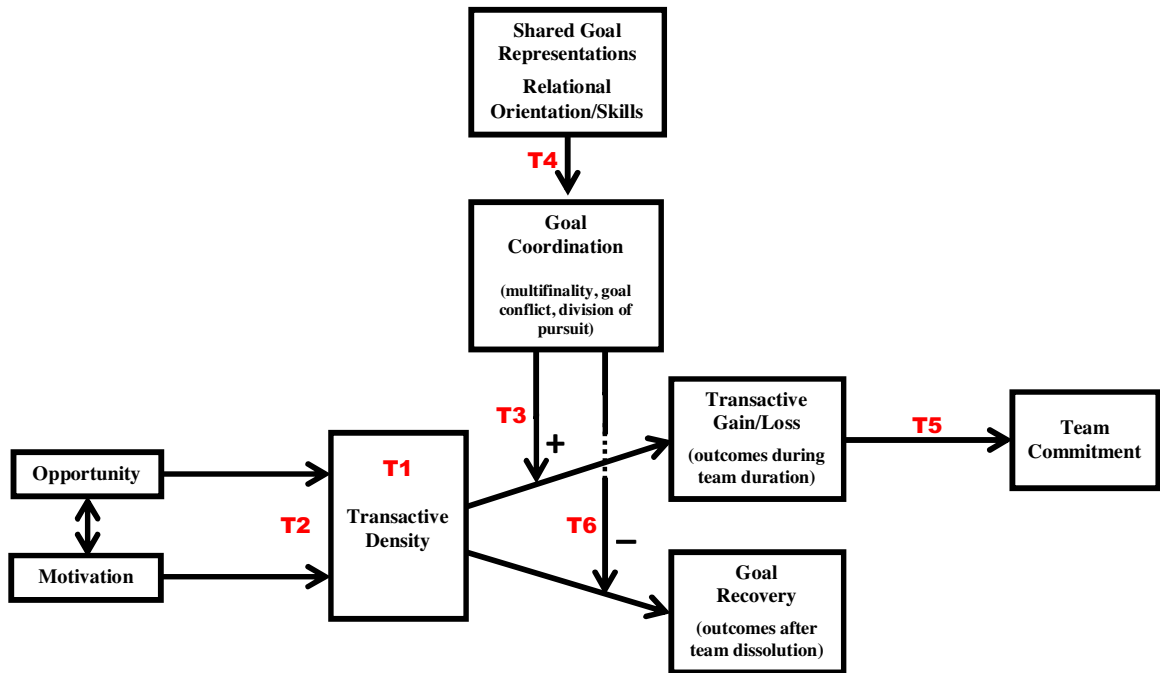 Shared Goal
Representations
Relational
Orientation/Skills
T4
Goal
Coordination
(multifinality, goal
conflict, division of
pursuit)
T3
+
Transactive
Gain/Loss
(outcomes during
team duration)
T5
Team
Commitment
Opportunity
Motivation
T2
T1
Transactive
Density
T6
–
Goal
Recovery
(outcomes after
team dissolution)